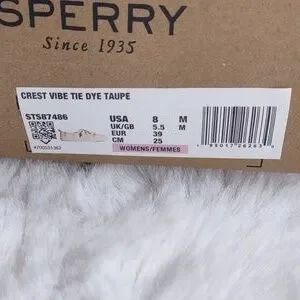 SPERRY
Since 1935
CREST VIBE TIE DYE TAUPE
STS87486
USA 8 M
UK/GB 5.5 M
EUR 39
CM 25
WOMENS/FEMMES